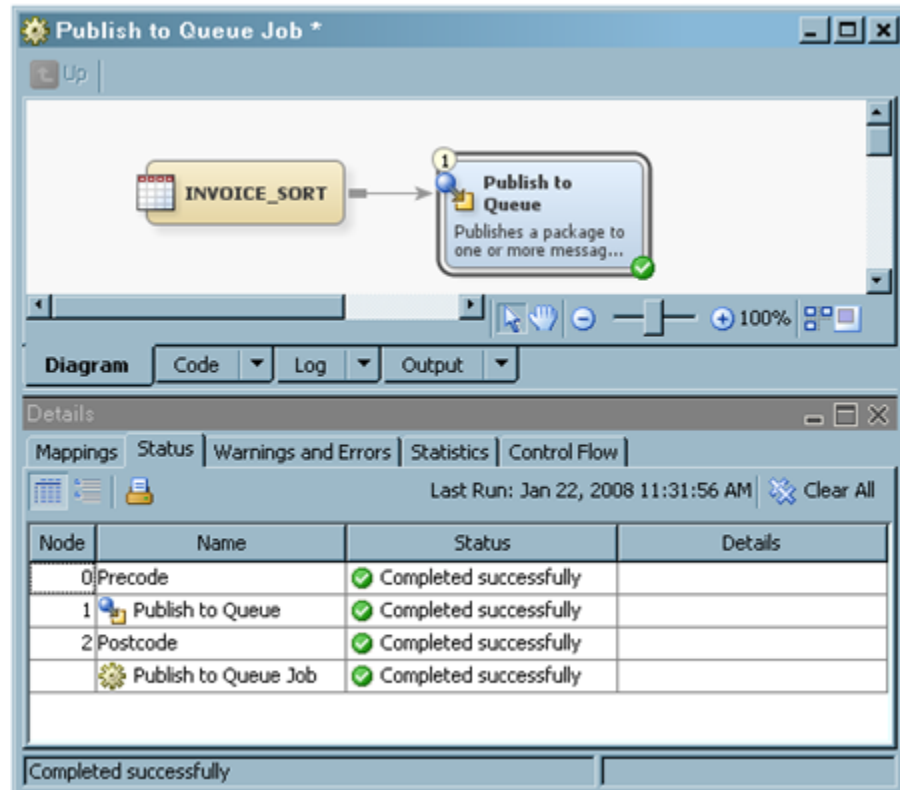 Publish to Queue Job *
Up
INVOICE_SORT
1
Publish to
Queue
Publishes a package to
one or more messag...
100%
Diagram Code Log Output
Details
Mappings Status Warnings and Errors Statistics Control Flow
Last Run: Jan 22, 2008 11:31:56 AM Clear All
Node Name Status Details
0 Precode Completed successfully
1 Publish to Queue Completed successfully
2 Postcode Completed successfully
Publish to Queue Job Completed successfully
Completed successfully